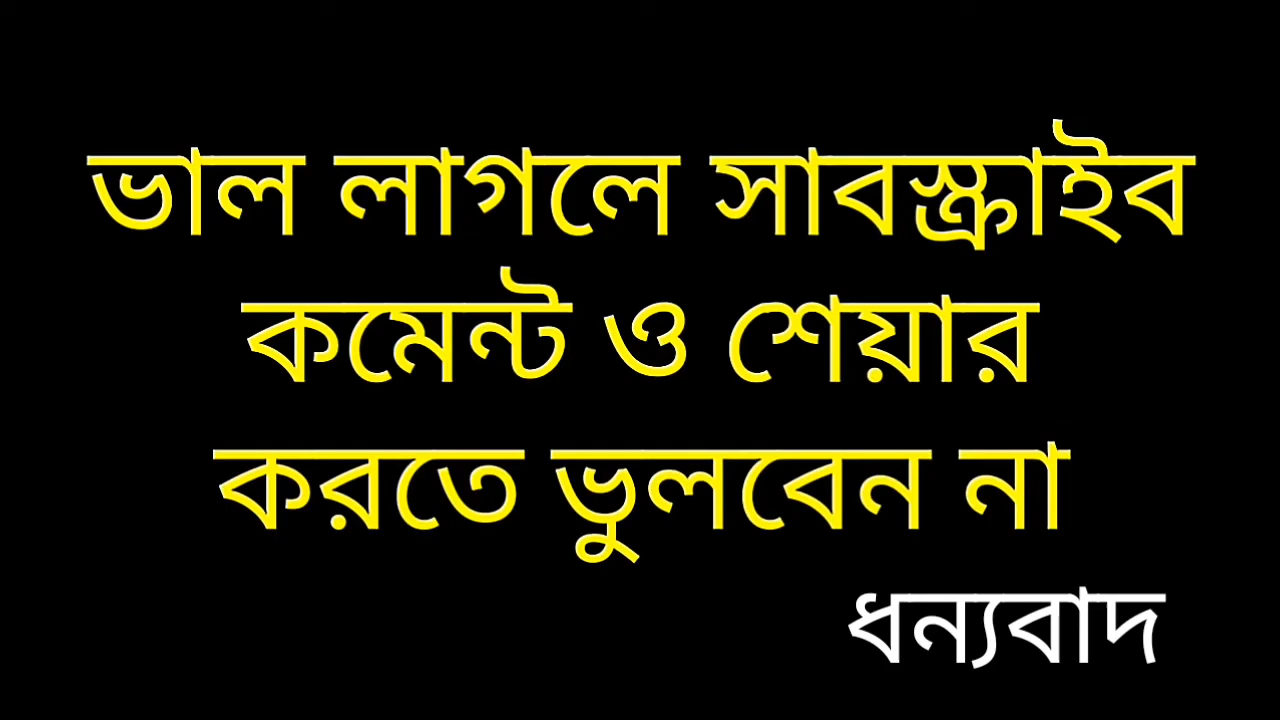 ভাল লাগলে সাবস্ক্রাইব
কমেন্ট ও শেয়ার
করতে ভুলবেন না
ধন্যবাদ